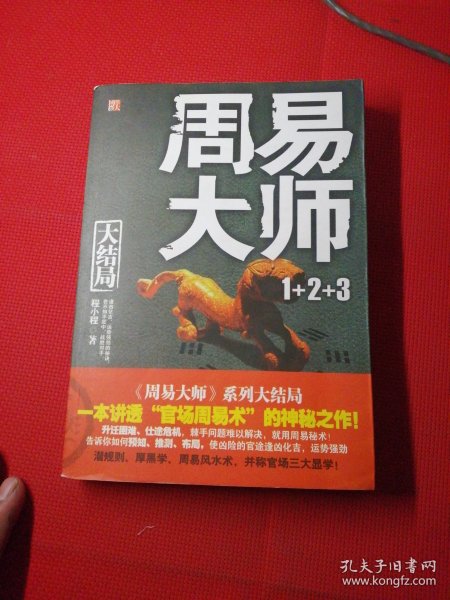 周易
大师
1+2+3
大结局
程小程 著
《周易大师》系列大结局
一本讲透“官场周易术”的神秘之作！
升迁困难、仕途危机，棘手问题难以解决，就用周易秘术！
告诉你如何预知、推测、布局，使凶险的官途逢凶化吉，运势强劲
潜规则、厚黑学、周易风水术，并称官场三大显学！
孔夫子旧书网
www.kongfz.com